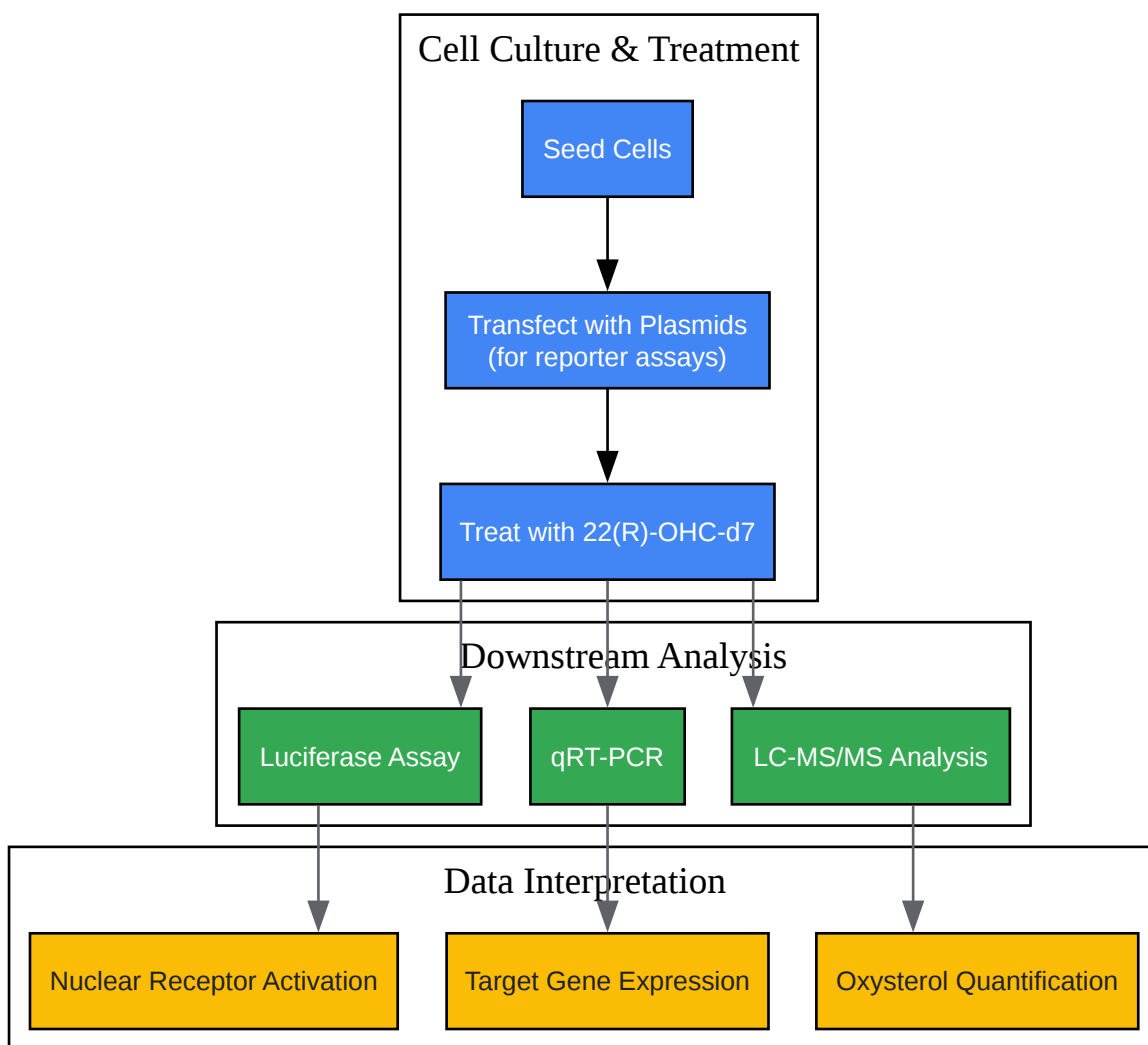 Cell Culture & Treatment
Seed Cells
Transfect with Plasmids
(for reporter assays)
Treat with 22(R)-OHC-d7
Downstream Analysis
Luciferase Assay
qRT-PCR
LC-MS/MS Analysis
Data Interpretation
Nuclear Receptor Activation
Target Gene Expression
Oxysterol Quantification